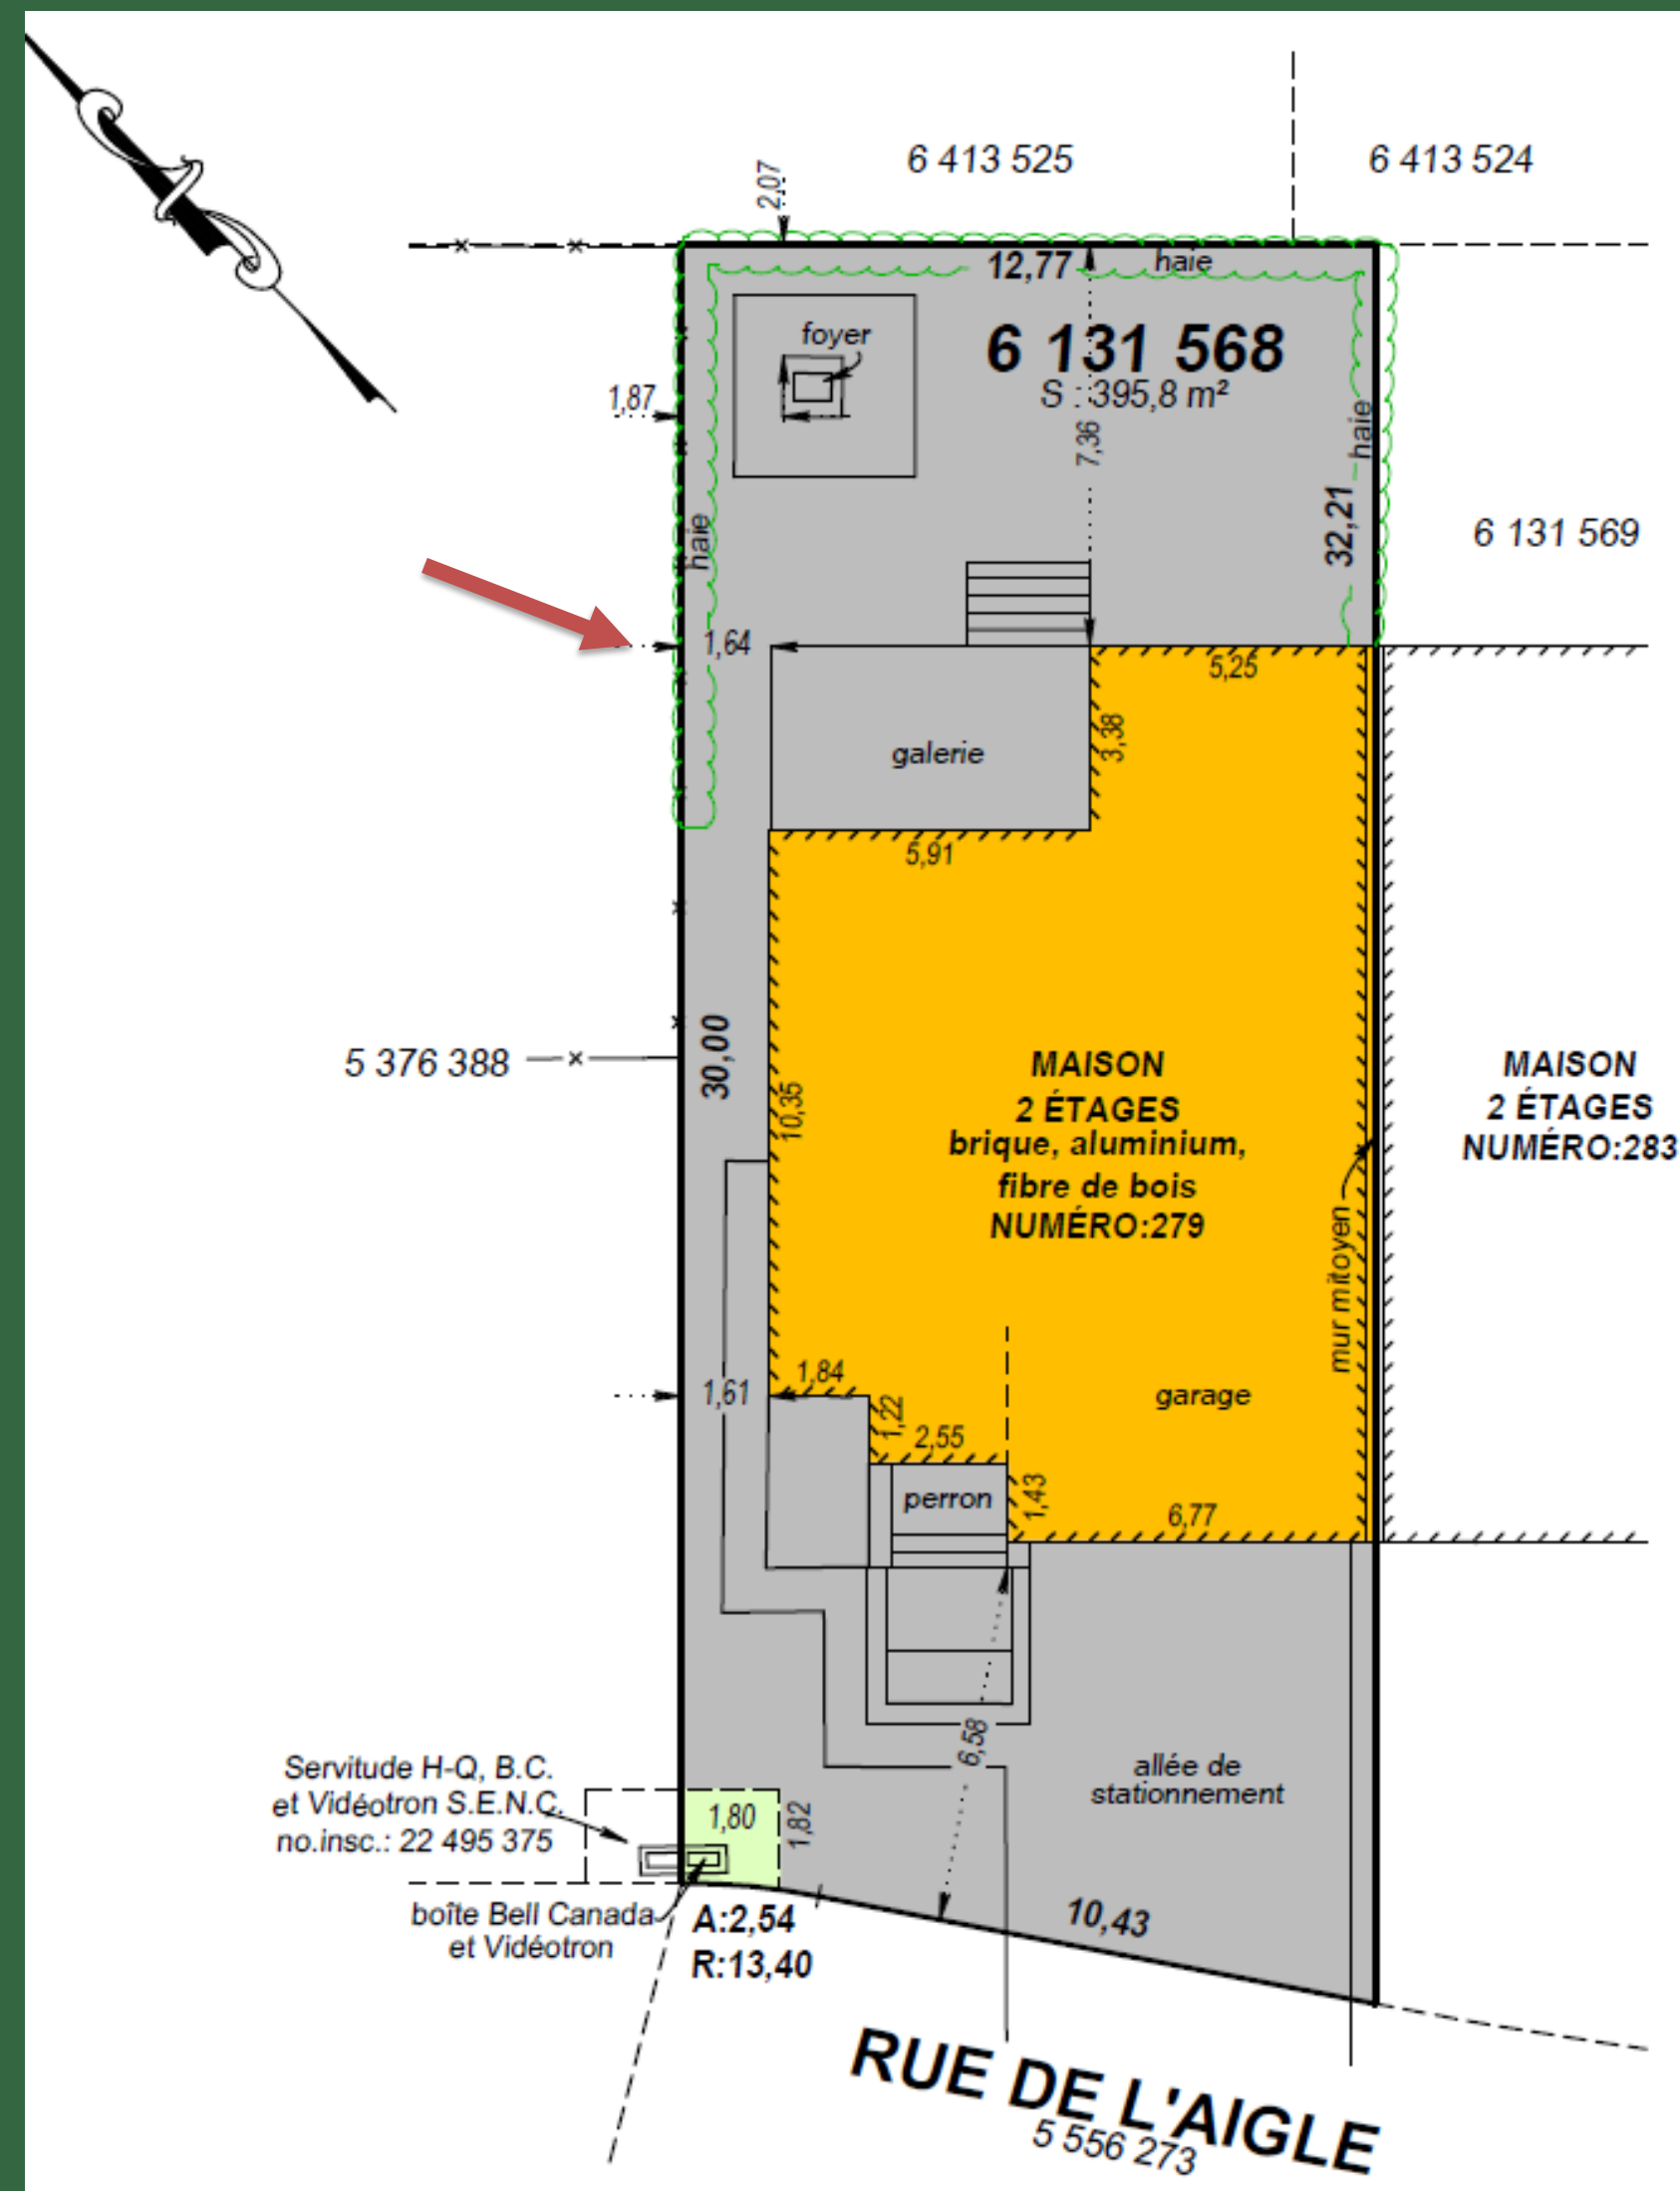 6 413 525
6 413 524
2,07
12,77
haie
foyer
6 131 568
S : 395,8 m²
1,87
7,36
haie
haie
32,21
6 131 569
1,64
5,25
3,38
galerie
5,91
5 376 388
30,00
10,35
MAISON
2 ÉTAGES
brique, aluminium,
fibre de bois
NUMÉRO:279
MAISON
2 ÉTAGES
NUMÉRO:283
mur mitoyen
1,61
1,84
1,22
2,55
garage
perron
1,43
6,77
6,58
allée de
stationnement
Servitude H-Q, B.C.
et Vidéotron S.E.N.C.
no.insc.: 22 495 375
1,80
1,82
boîte Bell Canada
et Vidéotron
A:2,54
R:13,40
10,43
RUE DE L'AIGLE
5 556 273